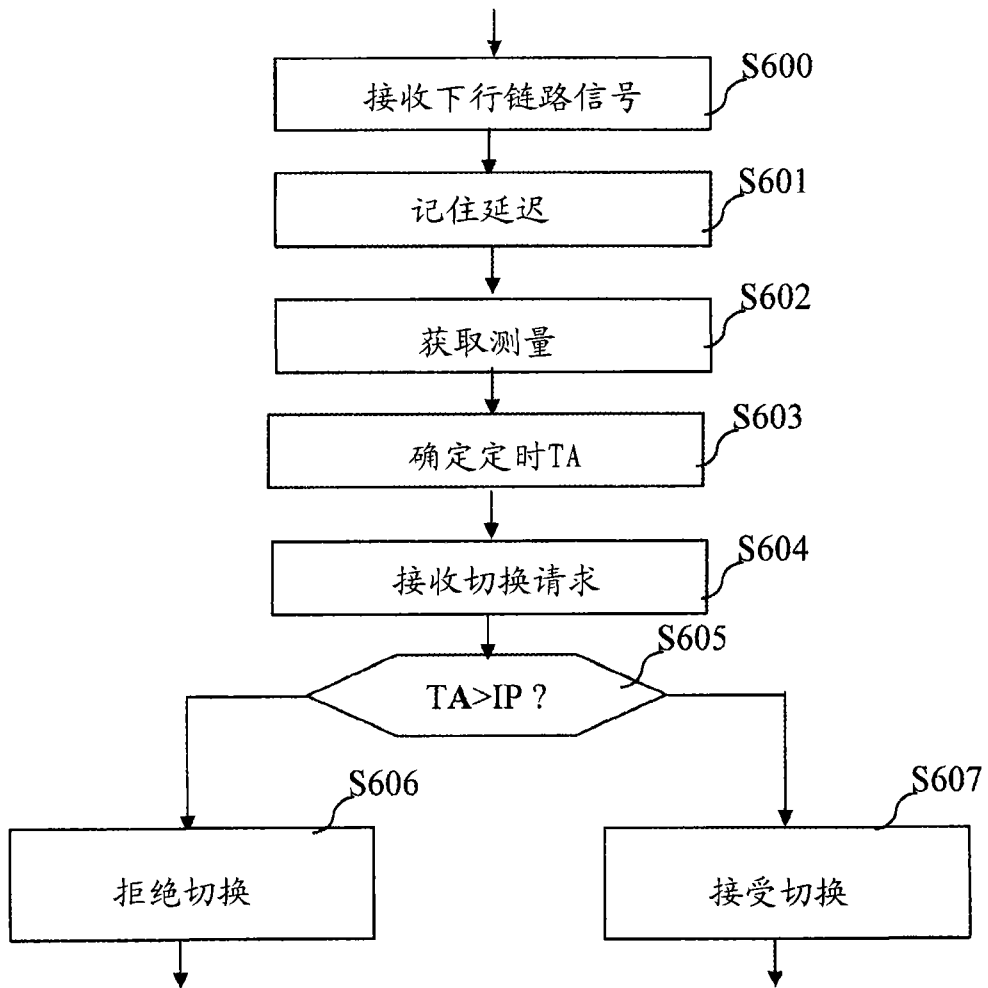 S600
接收下行链路信号
S601
记住延迟
S602
获取测量
S603
确定定时TA
S604
接收切换请求
S605
TA>IP?
S606
拒绝切换
S607
接受切换